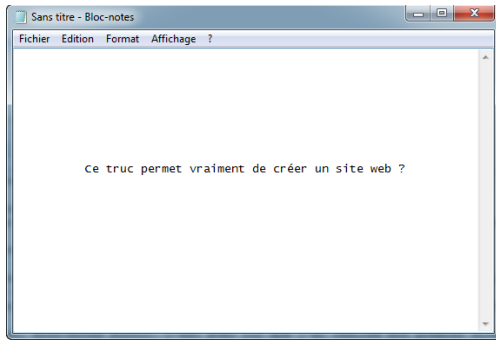 Sans titre - Bloc-notes
Fichier Edition Format Affichage ?
Ce truc permet vraiment de créer un site web ?